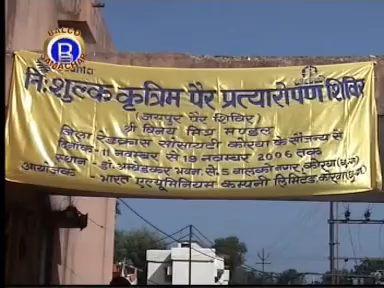 BALCO
B
SAMACHAR
निःशुल्क कृत्रिम पैर प्रत्यारोपण शिविर
(जयपुर पैर शिविर)
श्री विनय मित्र मण्डल
जिला रेडक्रास सोसायटी कोरबा के सौजन्य से
दिनांक- 11 नवम्बर से 19 नवम्बर 2006 तक
स्थान - डॉ. अम्बेडकर भवन, से. 5 बालको नगर, कोरबा (छ.ग.)
आयोजक - भारत एल्यूमिनियम कम्पनी लिमिटेड, कोरबा (छ.ग.)